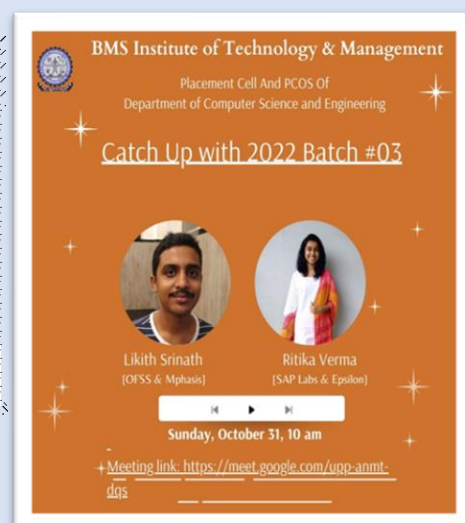 BMS Institute of Technology & Management
Placement Cell And PCOS Of
Department of Computer Science and Engineering
Catch Up with 2022 Batch #03
Likith Srinath
[OFSS & Mphasis]
Ritika Verma
[SAP Labs & Epsilon]
Sunday, October 31, 10 am
Meeting link: https://meet.google.com/upp-anmt-
dqs